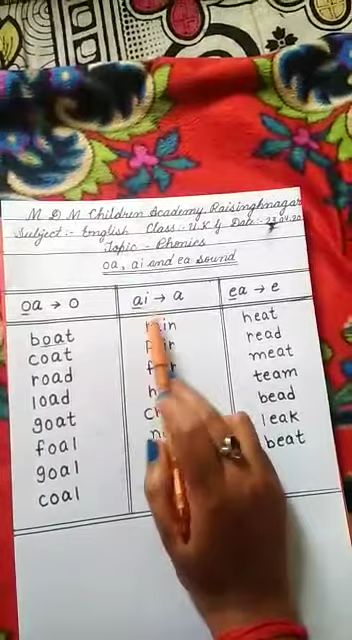 M D M Children Academy Raisinghnagar
Subject:- English Class:- U.K.G Date:- 23.04.20
Topic - Phonics
oa, ai and ea sound
oa → o ai → a ea → e
boat heat
coat read
road meat
load team
goat bead
foal leak
goal beat
coal